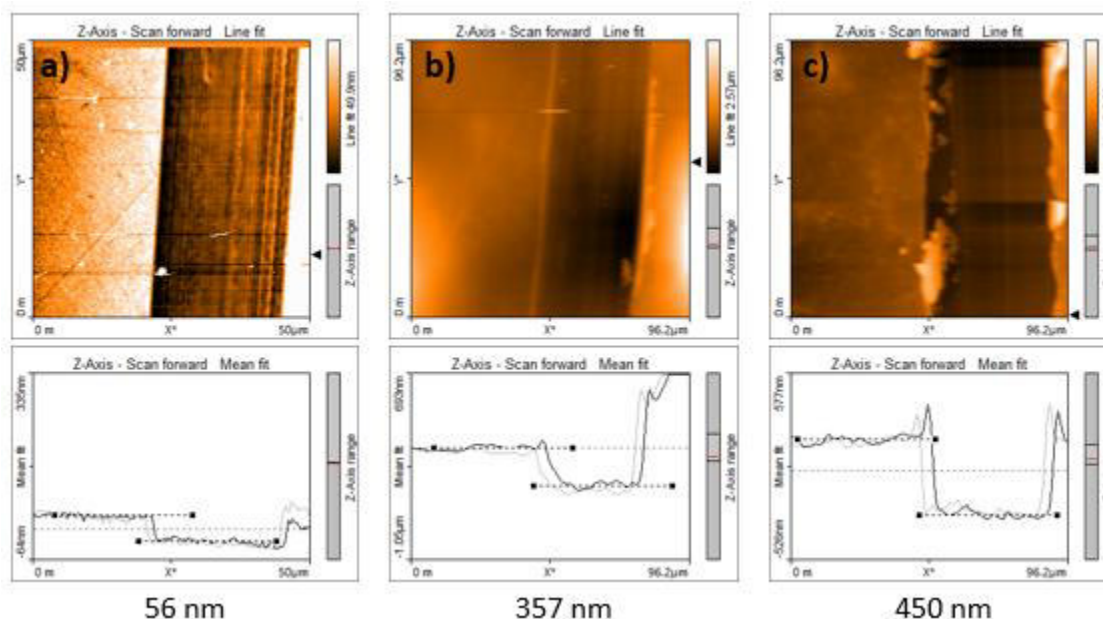 Z-Axis - Scan forward Line fit
a)
50µm
Y*
0 m
0 m X* 50µm
Line fit 49.9nm
Z-Axis range
Z-Axis - Scan forward Line fit
b)
96.2µm
Y*
0 m
0 m X* 96.2µm
Line fit 2.57µm
Z-Axis range
Z-Axis - Scan forward Line fit
c)
96.2µm
Y*
0 m
0 m X* 96.2µm
Z-Axis range
Z-Axis - Scan forward Mean fit
335nm
Mean fit
-64nm
0 m X* 50µm
Z-Axis range
Z-Axis - Scan forward Mean fit
693nm
Mean fit
-1.05µm
0 m X* 96.2µm
Z-Axis range
Z-Axis - Scan forward Mean fit
577nm
Mean fit
-526nm
0 m X* 96.2µm
Z-Axis range
56 nm
357 nm
450 nm